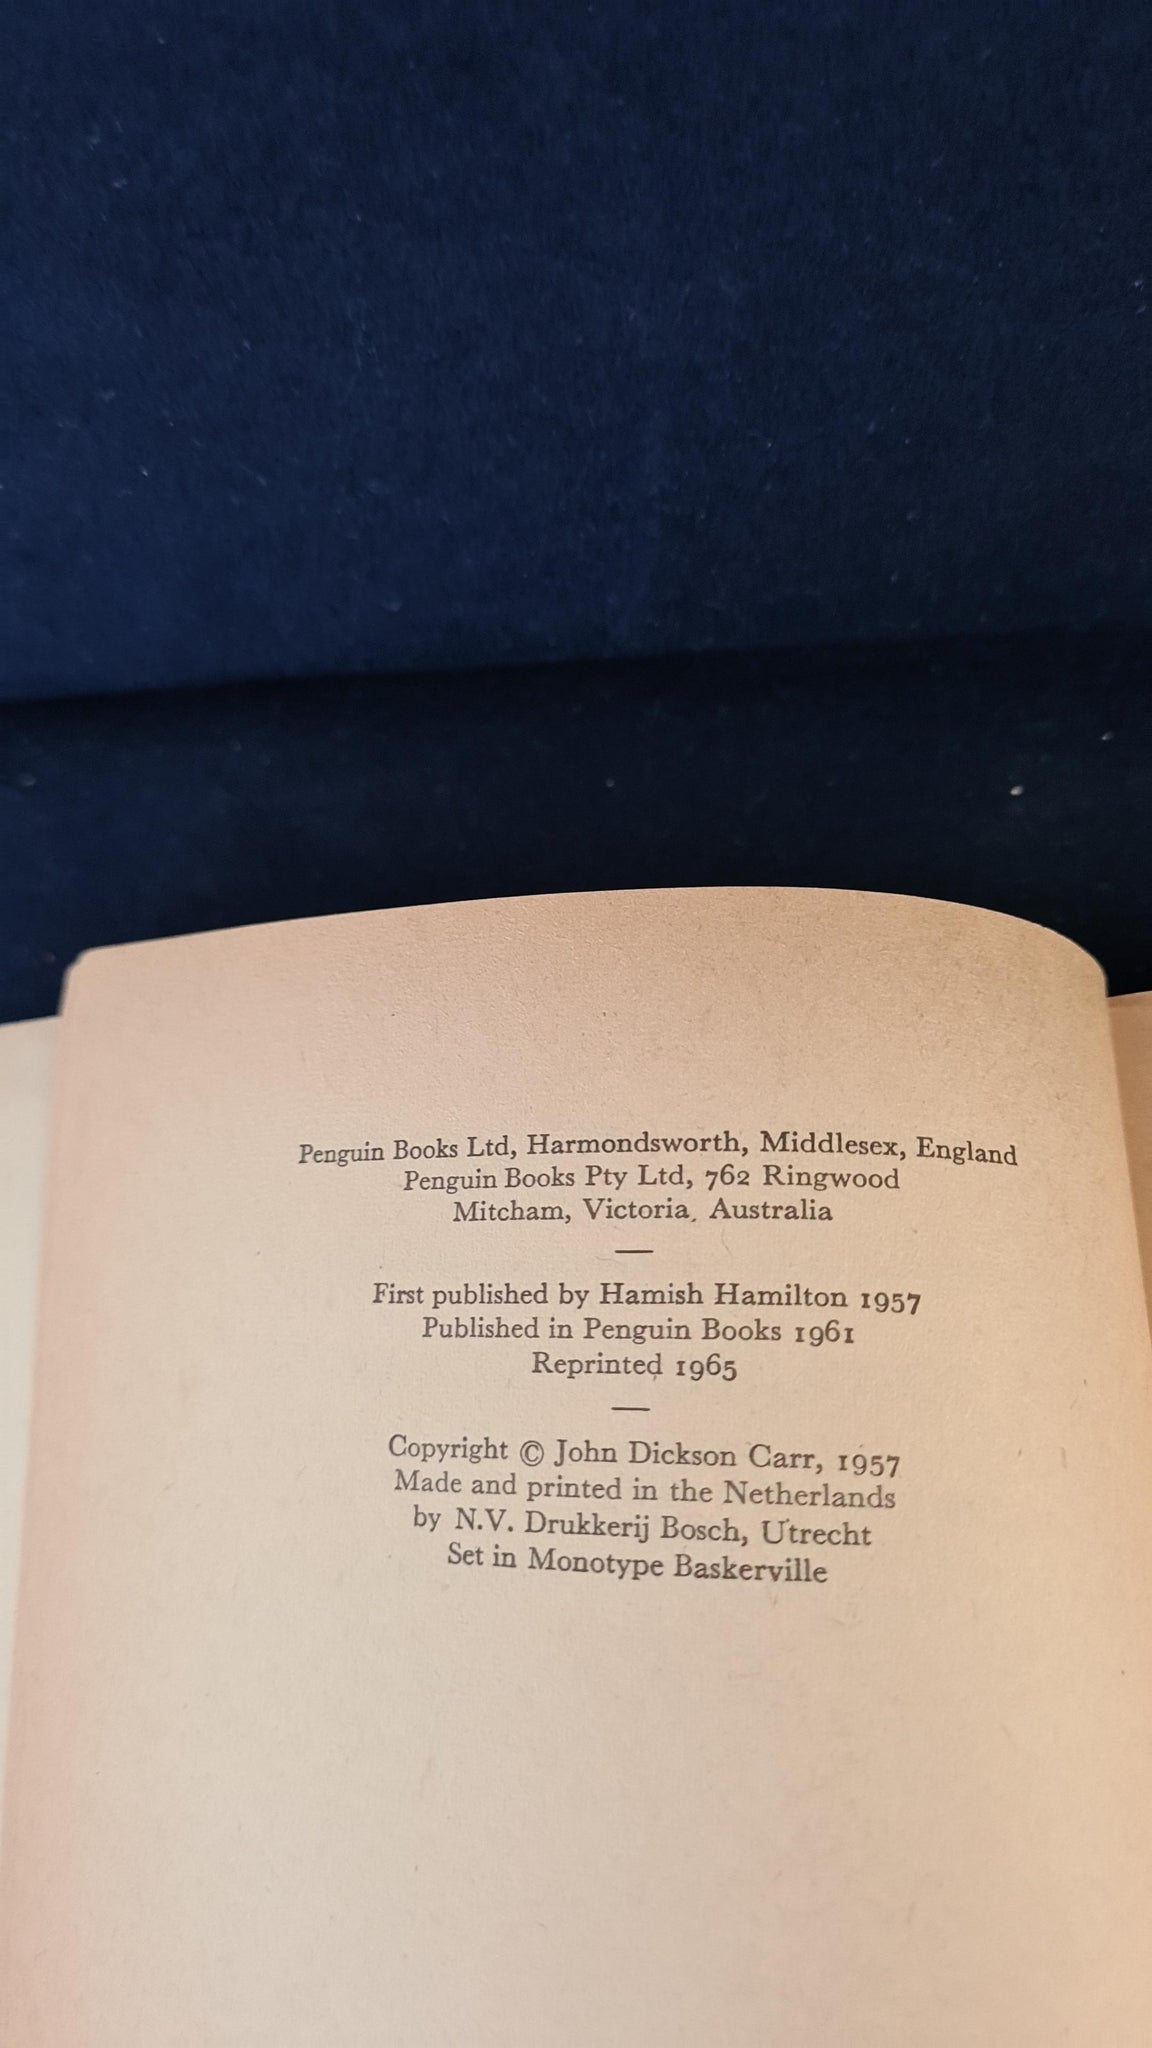 Penguin Books Ltd, Harmondsworth, Middlesex, England
Penguin Books Pty Ltd, 762 Ringwood
Mitcham, Victoria, Australia
—
First published by Hamish Hamilton 1957
Published in Penguin Books 1961
Reprinted 1965
—
Copyright © John Dickson Carr, 1957
Made and printed in the Netherlands
by N.V. Drukkerij Bosch, Utrecht
Set in Monotype Baskerville